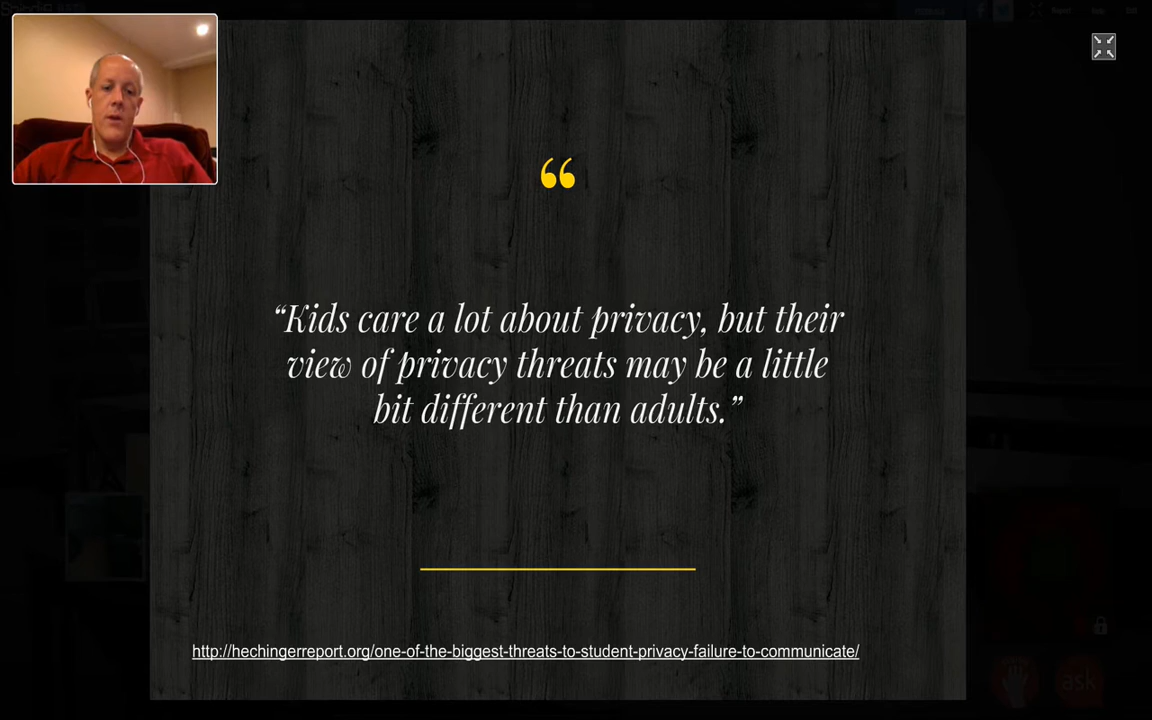 “
“Kids care a lot about privacy, but their
view of privacy threats may be a little
bit different than adults.”
http://hechingerreport.org/one-of-the-biggest-threats-to-student-privacy-failure-to-communicate/
ask